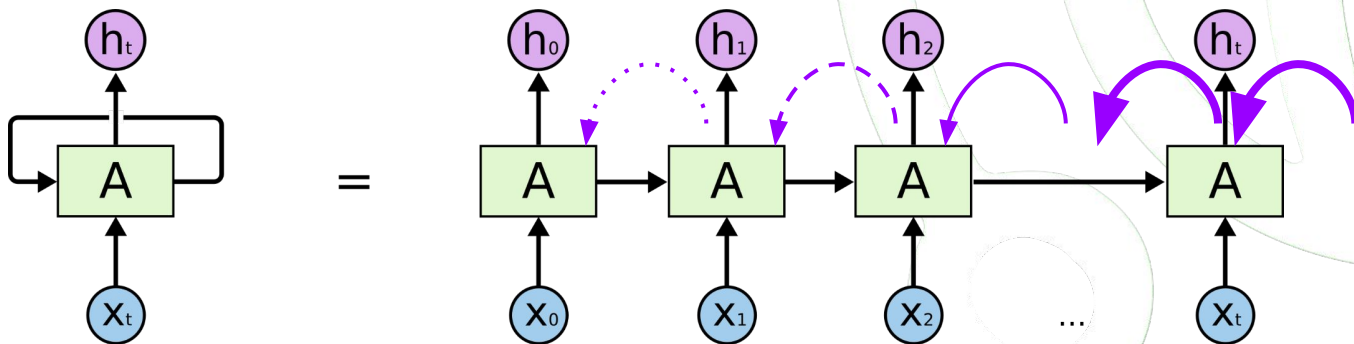 hₜ h₀ h₁ h₂ hₜ
A = A A A A
xₜ x₀ x₁ x₂ ... xₜ